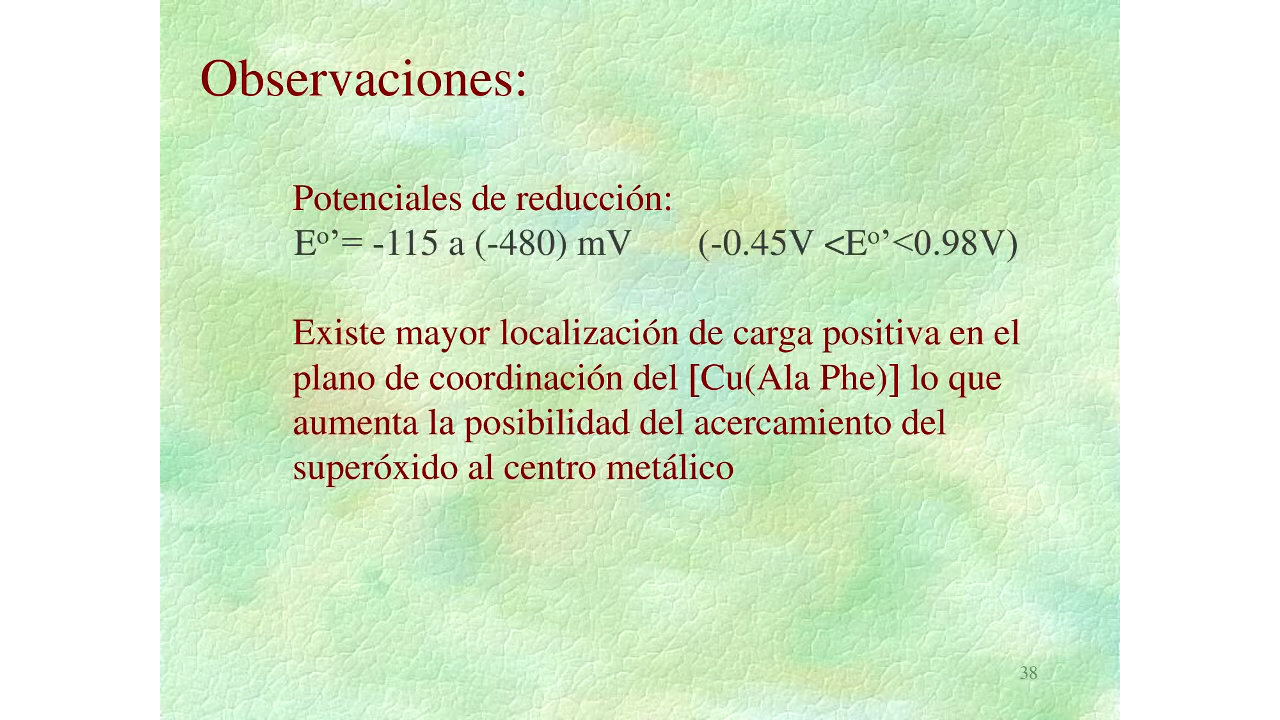 Observaciones:
Potenciales de reducción:
Eº’= -115 a (-480) mV (-0.45V <Eº’<0.98V)
Existe mayor localización de carga positiva en el
plano de coordinación del [Cu(Ala Phe)] lo que
aumenta la posibilidad del acercamiento del
superóxido al centro metálico
38